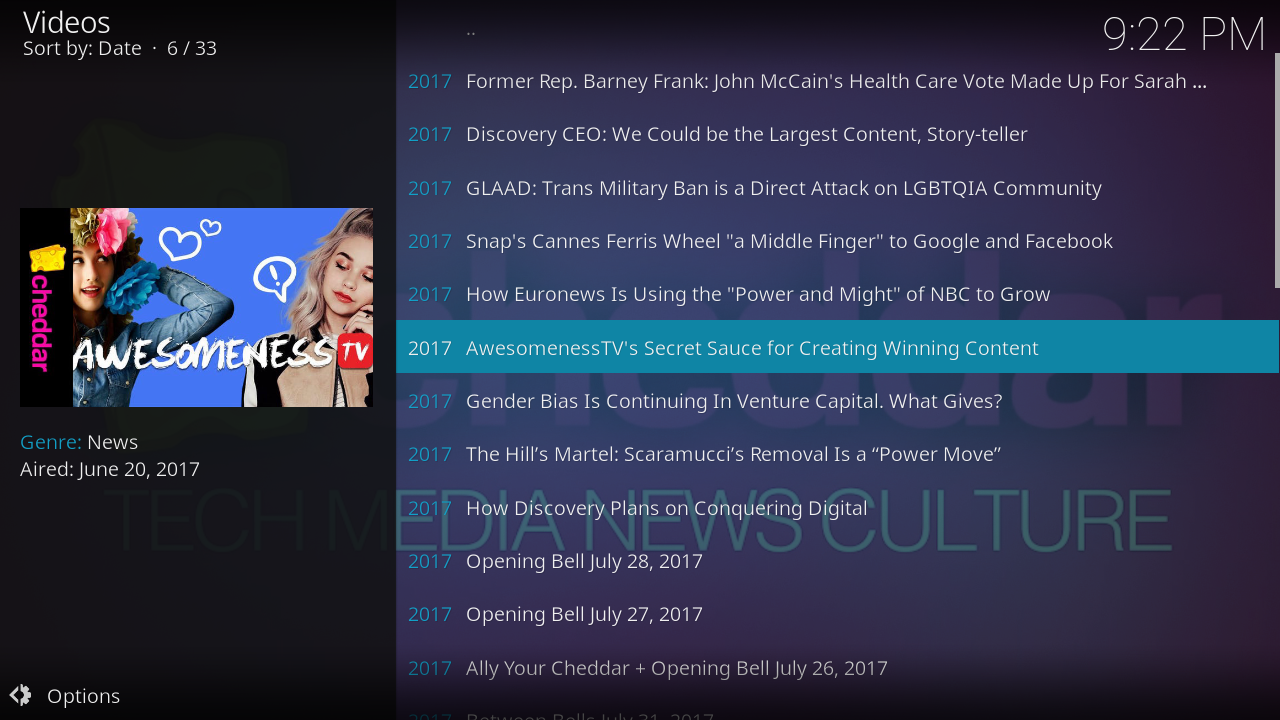 Videos
Sort by: Date · 6 / 33
9:22 PM
..
2017 Former Rep. Barney Frank: John McCain's Health Care Vote Made Up For Sarah ...
2017 Discovery CEO: We Could be the Largest Content, Story-teller
2017 GLAAD: Trans Military Ban is a Direct Attack on LGBTQIA Community
2017 Snap's Cannes Ferris Wheel "a Middle Finger" to Google and Facebook
2017 How Euronews Is Using the "Power and Might" of NBC to Grow
2017 AwesomenessTV's Secret Sauce for Creating Winning Content
2017 Gender Bias Is Continuing In Venture Capital. What Gives?
2017 The Hill’s Martel: Scaramucci’s Removal Is a “Power Move”
2017 How Discovery Plans on Conquering Digital
2017 Opening Bell July 28, 2017
2017 Opening Bell July 27, 2017
2017 Ally Your Cheddar + Opening Bell July 26, 2017
2017 Between Bells July 31, 2017
cheddar
AWESOMENESS TV
Genre: News
Aired: June 20, 2017
cheddar
TECH MEDIA NEWS CULTURE
Options